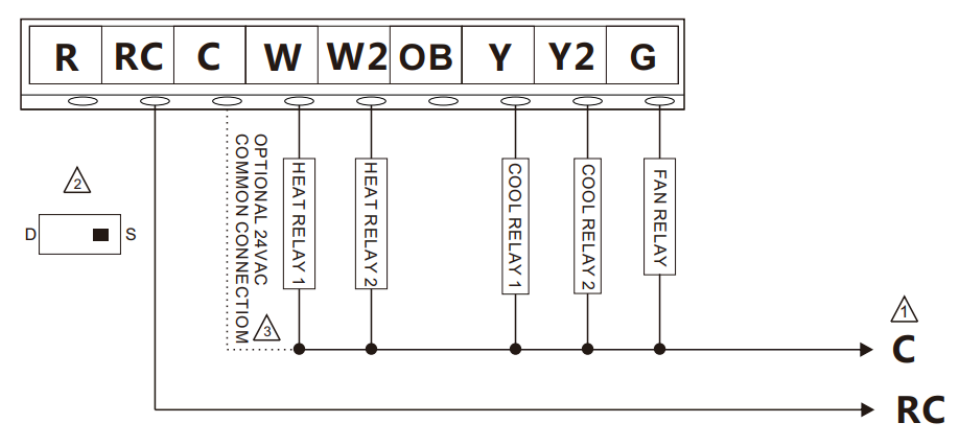 R RC C W W2 OB Y Y2 G
OPTIONAL 24VAC
COMMON CONNECTIOM
HEAT RELAY 1
HEAT RELAY 2
COOL RELAY 1
COOL RELAY 2
FAN RELAY
2
D S
3
1
C
RC